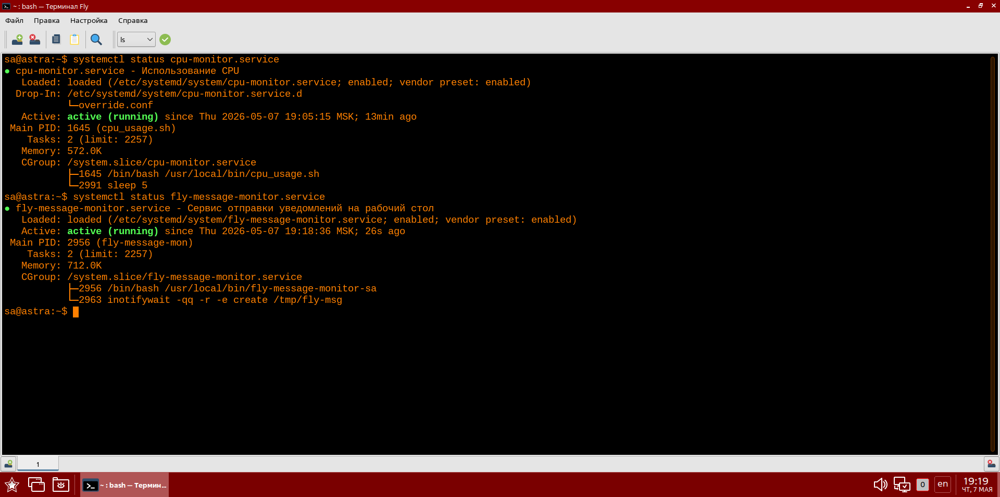 ~ : bash — Терминал Fly
Файл Правка Настройка Справка
ls
sa@astra:~$ systemctl status cpu-monitor.service
● cpu-monitor.service - Использование CPU
Loaded: loaded (/etc/systemd/system/cpu-monitor.service; enabled; vendor preset: enabled)
Drop-In: /etc/systemd/system/cpu-monitor.service.d
└─override.conf
Active: active (running) since Thu 2026-05-07 19:05:15 MSK; 13min ago
Main PID: 1645 (cpu_usage.sh)
Tasks: 2 (limit: 2257)
Memory: 572.0K
CGroup: /system.slice/cpu-monitor.service
├─1645 /bin/bash /usr/local/bin/cpu_usage.sh
└─2991 sleep 5
sa@astra:~$ systemctl status fly-message-monitor.service
● fly-message-monitor.service - Сервис отправки уведомлений на рабочий стол
Loaded: loaded (/etc/systemd/system/fly-message-monitor.service; enabled; vendor preset: enabled)
Active: active (running) since Thu 2026-05-07 19:18:36 MSK; 26s ago
Main PID: 2956 (fly-message-mon)
Tasks: 2 (limit: 2257)
Memory: 712.0K
CGroup: /system.slice/fly-message-monitor.service
├─2956 /bin/bash /usr/local/bin/fly-message-monitor-sa
└─2963 inotifywait -qq -r -e create /tmp/fly-msg
sa@astra:~$
1
~ : bash — Термин...
0
en
19:19
ЧТ, 7 МАЯ